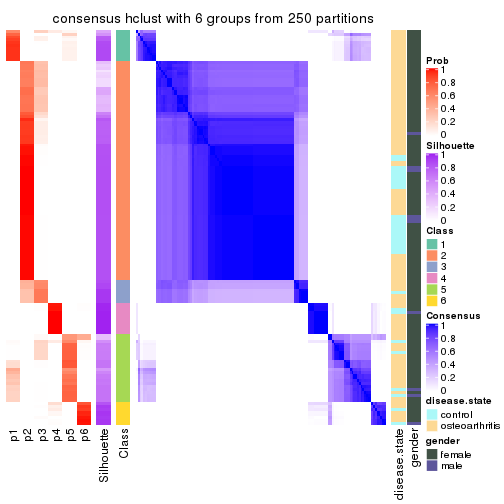 consensus hclust with 6 groups from 250 partitions
Prob
1
0.8
0.6
0.4
0.2
0
Silhouette
1
0.8
0.6
0.4
0.2
0
Class
1
2
3
4
5
6
Consensus
1
0.8
0.6
0.4
0.2
0
disease.state
control
osteoarthritis
gender
female
male
p1
p2
p3
p4
p5
p6
Silhouette
Class
disease.state
gender